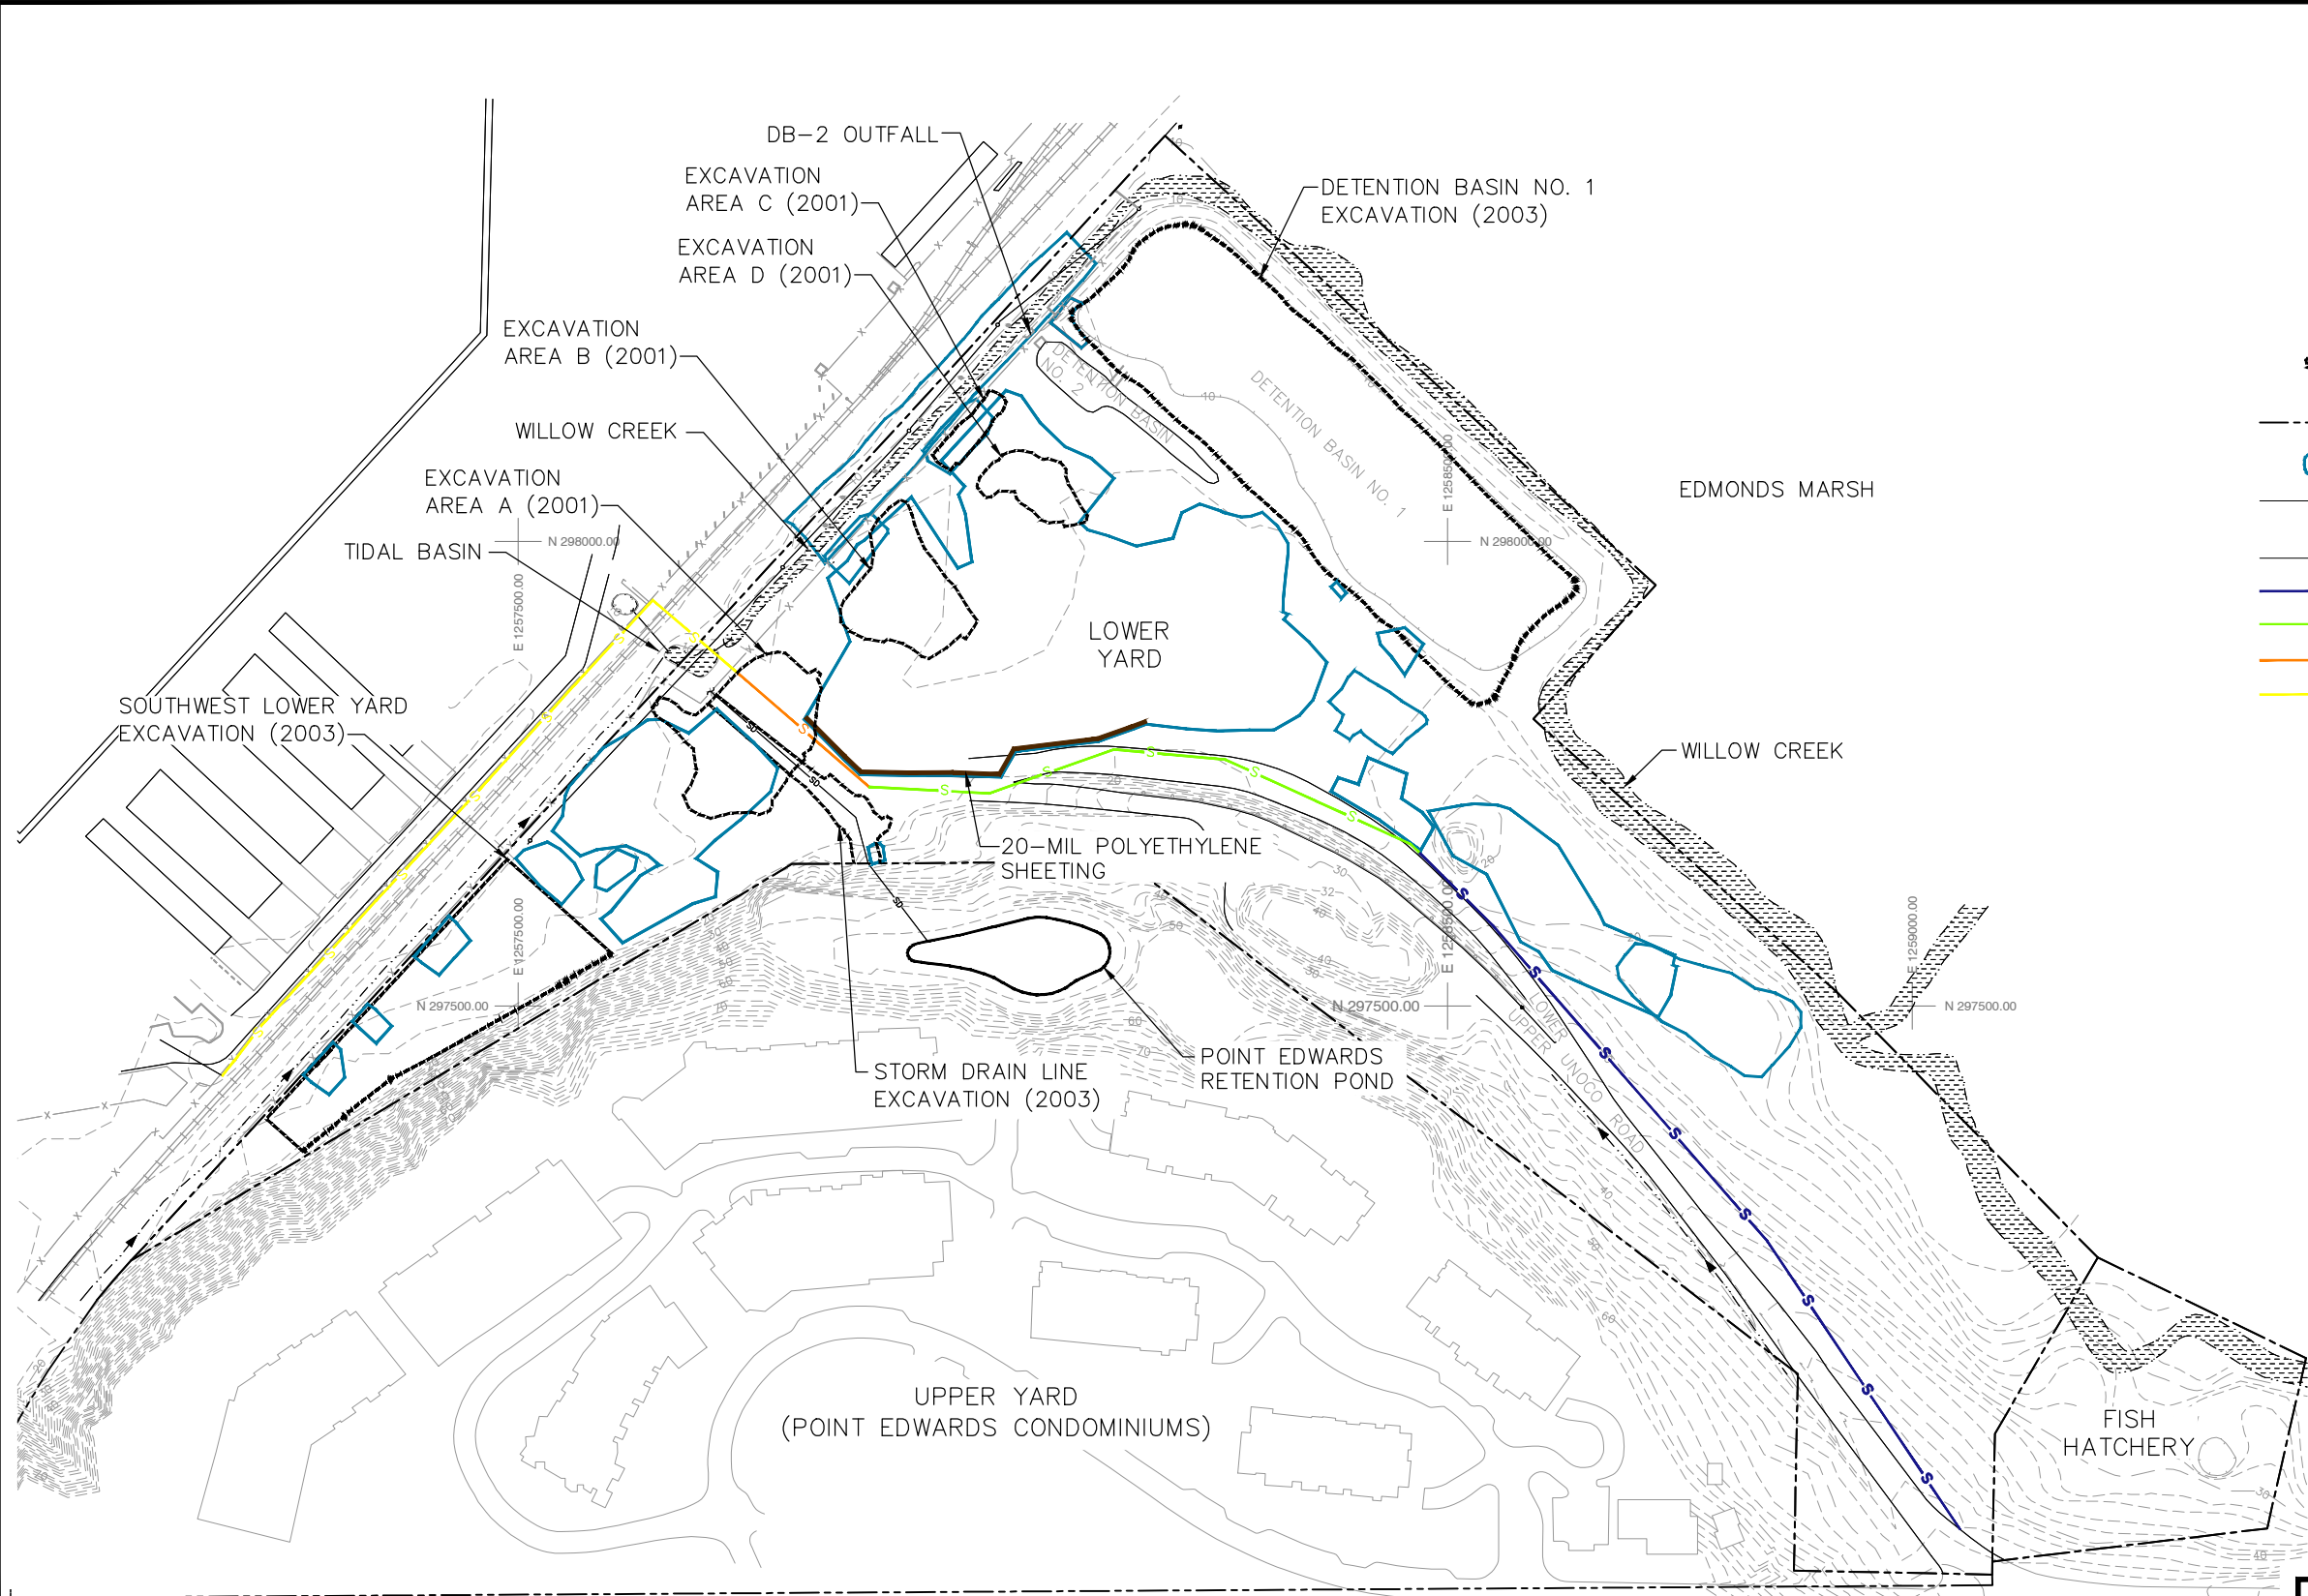 DB-2 OUTFALL
EXCAVATION
AREA C (2001)
DETENTION BASIN NO. 1
EXCAVATION (2003)
EXCAVATION
AREA D (2001)
EXCAVATION
AREA B (2001)
DETENTION BASIN
NO. 2
DETENTION BASIN NO. 1
WILLOW CREEK
EXCAVATION
AREA A (2001)
EDMONDS MARSH
TIDAL BASIN
N 298000.00
E 1257500.00
E 1258500.00
N 298000.00
LOWER
YARD
SOUTHWEST LOWER YARD
EXCAVATION (2003)
WILLOW CREEK
20-MIL POLYETHYLENE
SHEETING
E 1257500.00
N 297500.00
E 1258500.00
N 297500.00
E 1259000.00
N 297500.00
STORM DRAIN LINE
EXCAVATION (2003)
POINT EDWARDS
RETENTION POND
LOWER UNOCO ROAD
UPPER
UPPER YARD
(POINT EDWARDS CONDOMINIUMS)
FISH
HATCHERY